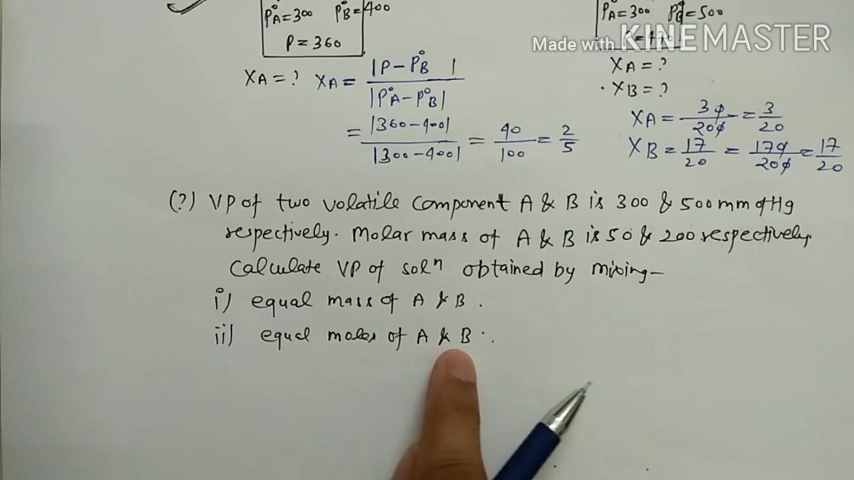 P°A=300 P°B=400
P=360
XA=? XA= |P-P°B|
|P°A-P°B|
= |360-400| = 40 = 2
|300-400| 100 5
P°A=300 P°B=500
Made with KINEMASTER
XA=?
XB=?
XA= 30 = 3
200 20
XB= 17 = 170 = 17
20 200 20
(?) VP of two volatile component A & B is 300 & 500 mm of Hg
respectively. Molar mass of A & B is 50 & 200 respectively,
Calculate VP of solⁿ obtained by mixing—
i) equal mass of A & B.
ii) equal moles of A & B.